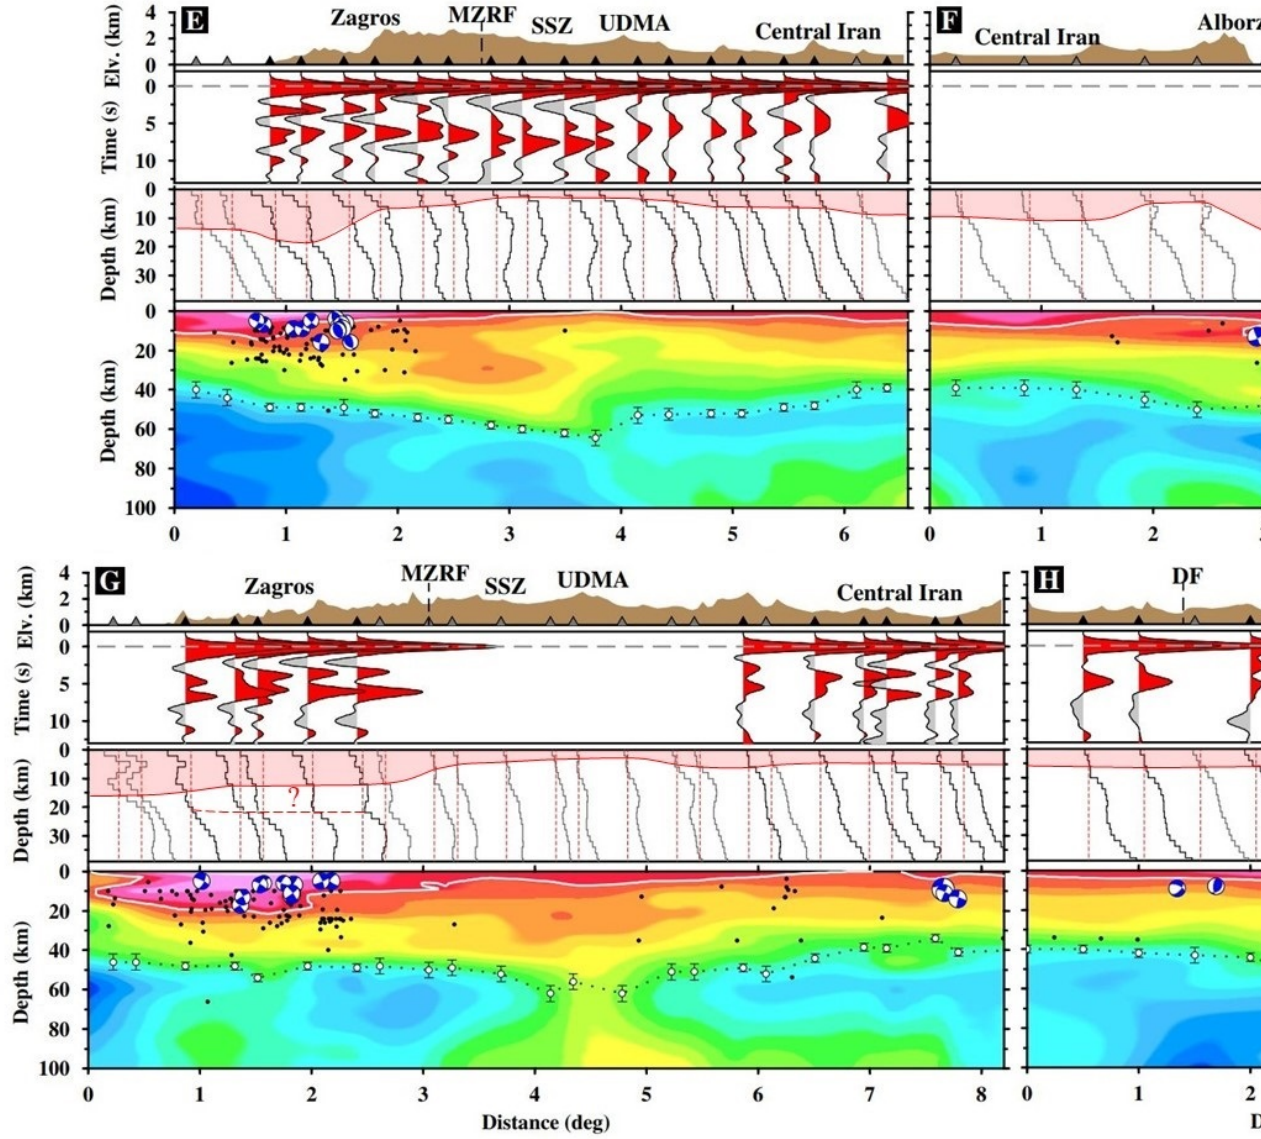 E
Zagros MZRF SSZ UDMA Central Iran
Elv. (km)
4
2
0
Time (s)
0
5
10
Depth (km)
0
10
20
30
Depth (km)
0
20
40
60
80
100
0 1 2 3 4 5 6
F
Central Iran Alborz
0 1 2
G
Zagros MZRF SSZ UDMA Central Iran
Elv. (km)
4
2
0
Time (s)
0
5
10
Depth (km)
0
10
20
30
?
Depth (km)
0
20
40
60
80
100
0 1 2 3 4 5 6 7 8
Distance (deg)
H
DF
0 1 2